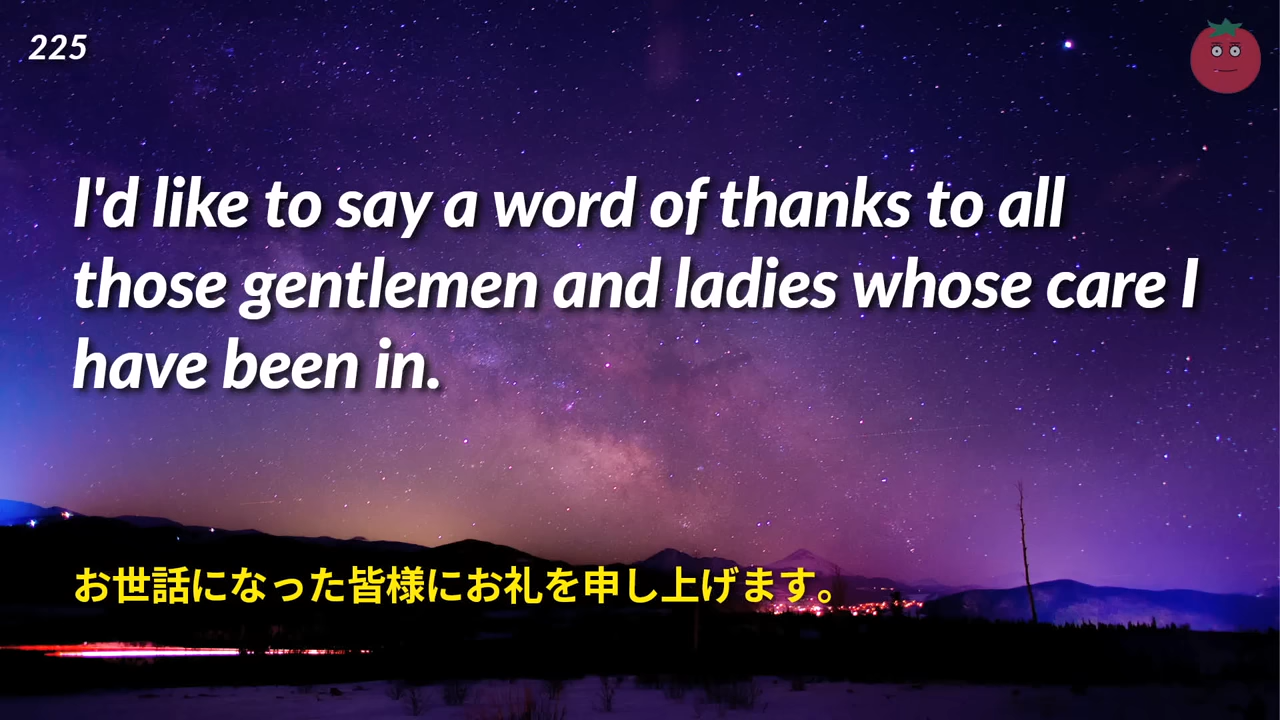 225
I'd like to say a word of thanks to all
those gentlemen and ladies whose care I
have been in.
お世話になった皆様にお礼を申し上げます。